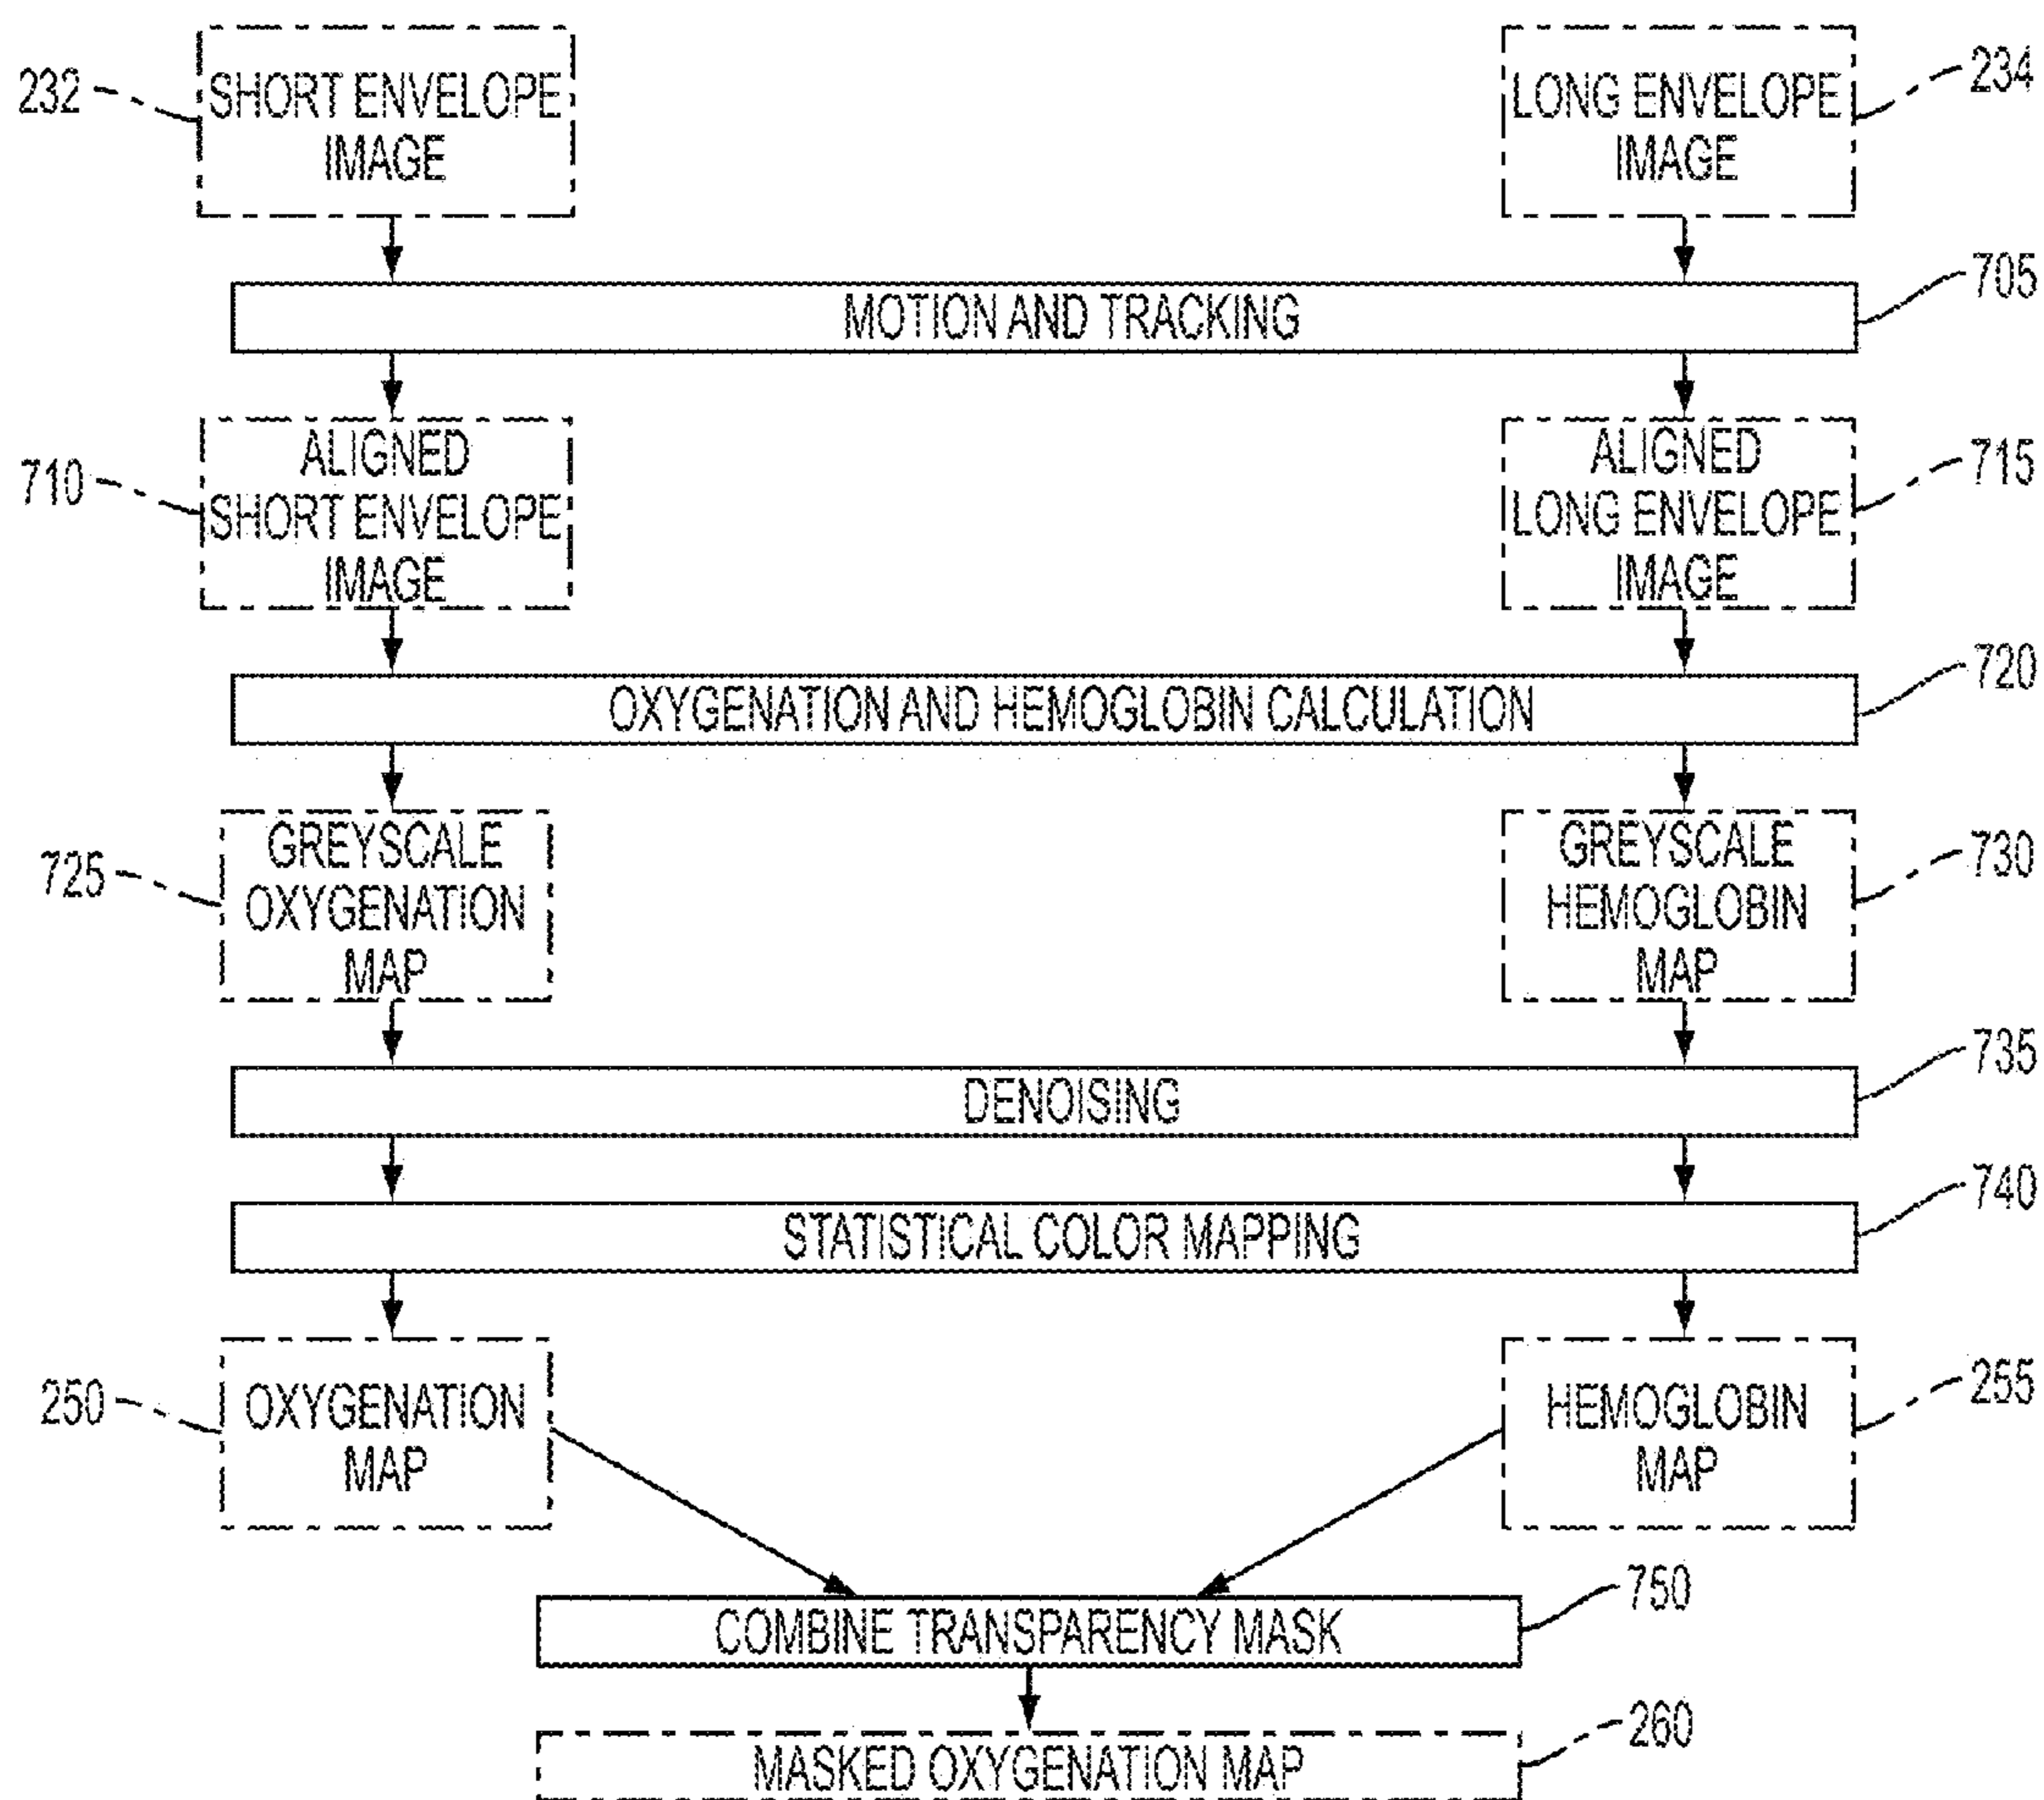 232
SHORT ENVELOPE
IMAGE
LONG ENVELOPE
IMAGE
234
MOTION AND TRACKING
705
710
ALIGNED
SHORT ENVELOPE
IMAGE
ALIGNED
LONG ENVELOPE
IMAGE
715
OXYGENATION AND HEMOGLOBIN CALCULATION
720
725
GREYSCALE
OXYGENATION
MAP
GREYSCALE
HEMOGLOBIN
MAP
730
DENOISING
735
STATISTICAL COLOR MAPPING
740
250
OXYGENATION
MAP
HEMOGLOBIN
MAP
255
COMBINE TRANSPARENCY MASK
750
MASKED OXYGENATION MAP
260